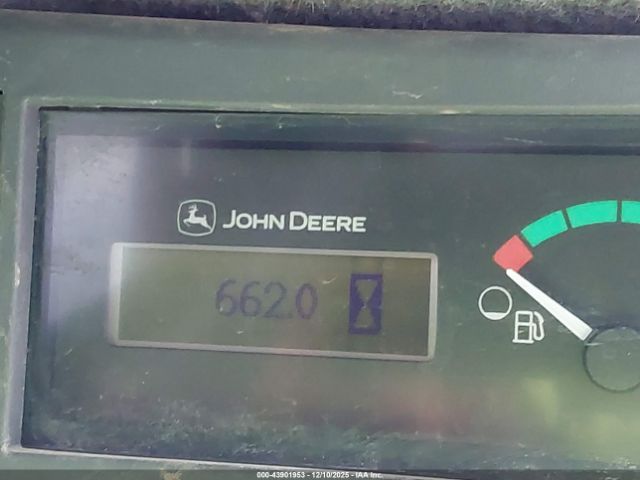 JOHN DEERE
662.0
000-43901953 - 12/10/2025 - IAA Inc.